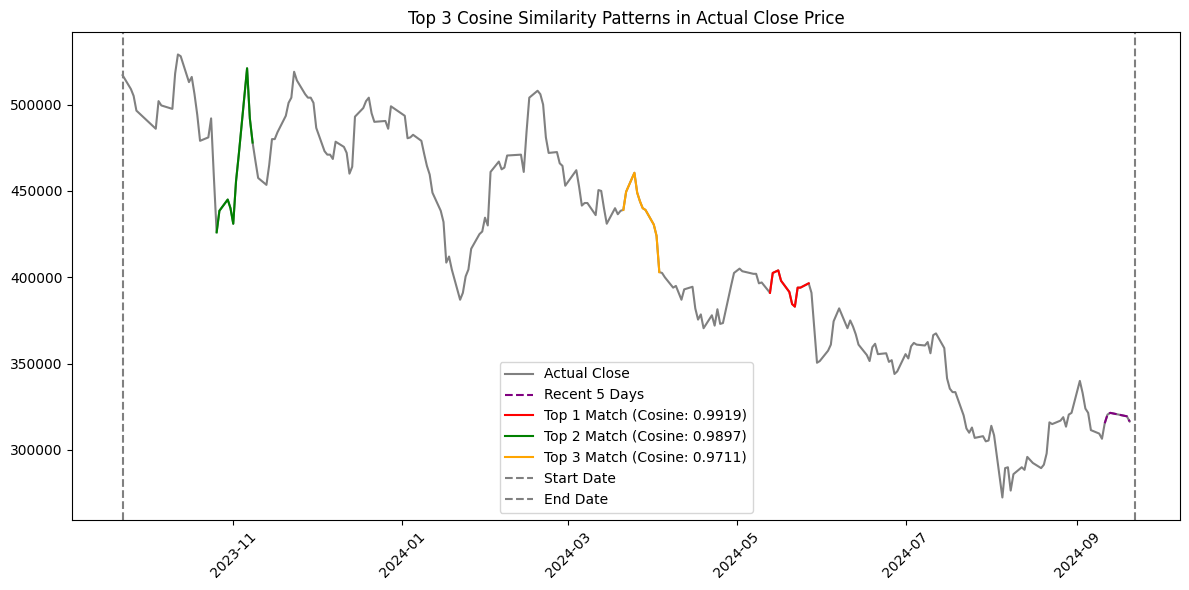 Top 3 Cosine Similarity Patterns in Actual Close Price
500000
450000
400000
350000
300000
Actual Close
Recent 5 Days
Top 1 Match (Cosine: 0.9919)
Top 2 Match (Cosine: 0.9897)
Top 3 Match (Cosine: 0.9711)
Start Date
End Date
2023-11
2024-01
2024-03
2024-05
2024-07
2024-09